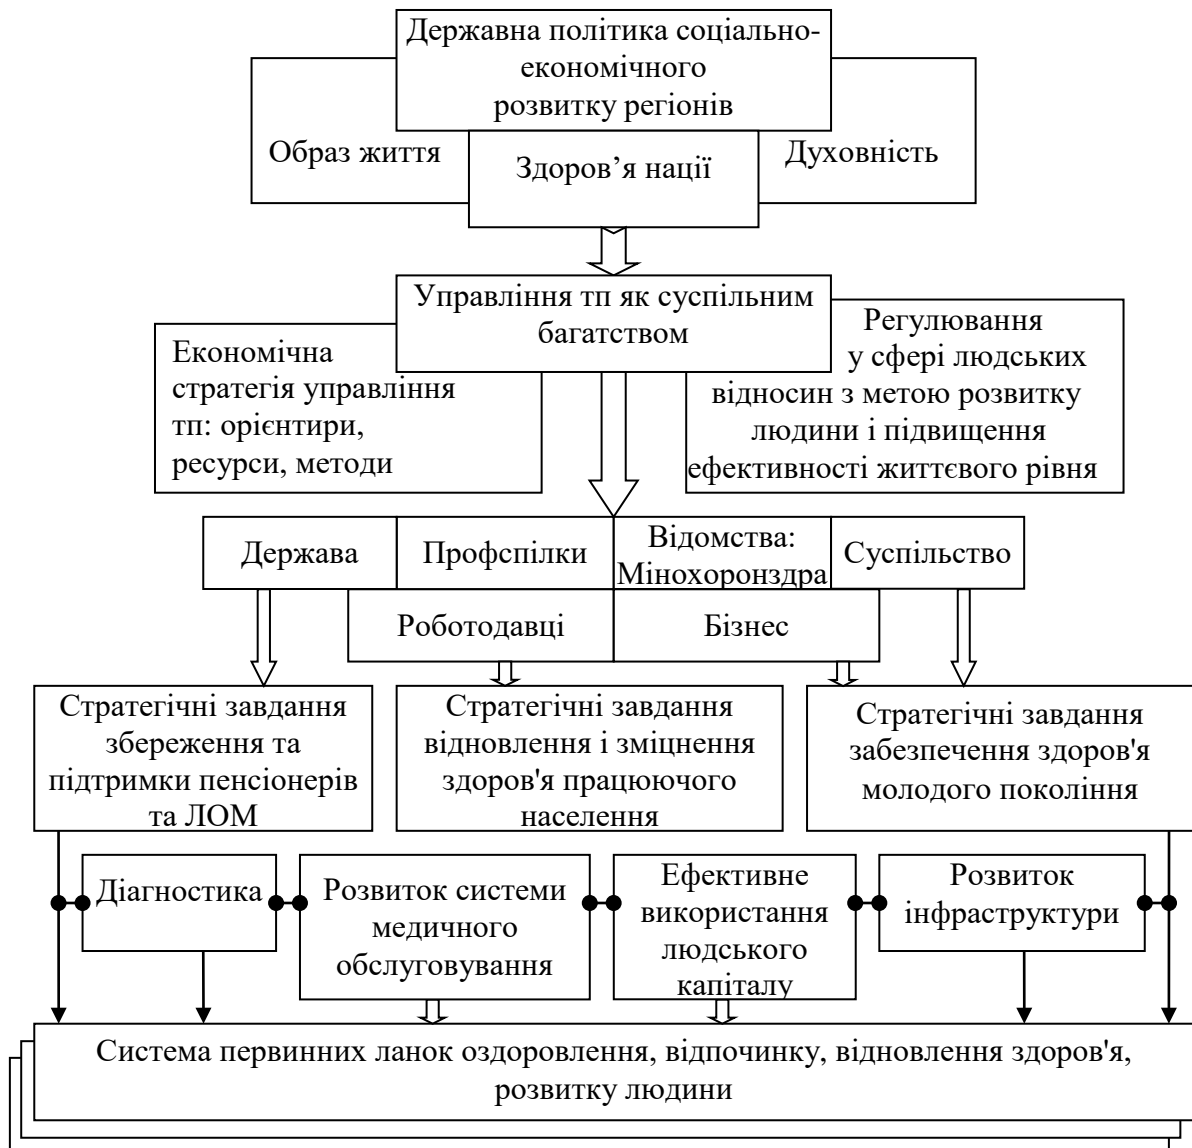 Державна політика соціально-
економічного
розвитку регіонів
Образ життя
Здоров’я нації
Духовність
Управління тп як суспільним
багатством
Економічна
стратегія управління
тп: орієнтири,
ресурси, методи
Регулювання
у сфері людських
відносин з метою розвитку
людини і підвищення
ефективності життєвого рівня
Держава
Профспілки
Відомства:
Мінохоронздра
Суспільство
Роботодавці
Бізнес
Стратегічні завдання
збереження та
підтримки пенсіонерів
та ЛОМ
Стратегічні завдання
відновлення і зміцнення
здоров'я працюючого
населення
Стратегічні завдання
забезпечення здоров'я
молодого покоління
Діагностика
Розвиток системи
медичного
обслуговування
Ефективне
використання
людського
капіталу
Розвиток
інфраструктури
Система первинних ланок оздоровлення, відпочинку, відновлення здоров'я,
розвитку людини